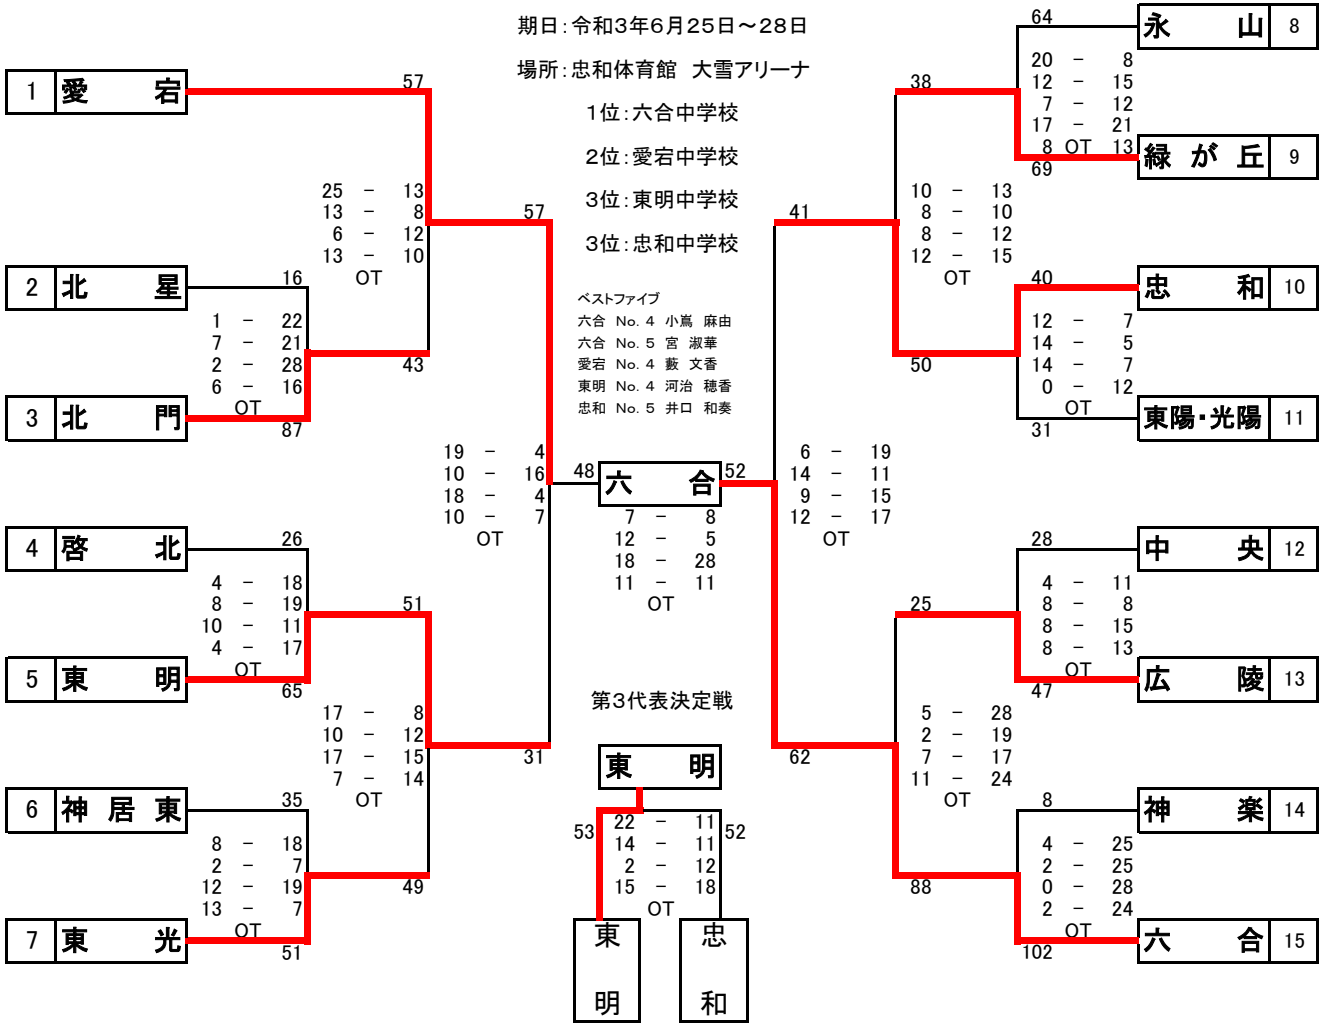 期日：令和3年6月25日～28日
場所：忠和体育館 大雪アリーナ
1位：六合中学校
2位：愛宕中学校
3位：東明中学校
3位：忠和中学校
ベストファイブ
六合 No. 4 小嶌 麻由
六合 No. 5 宮 淑華
愛宕 No. 4 藪 文香
東明 No. 4 河治 穂香
忠和 No. 5 井口 和奏
1 愛宕
57
25 - 13
13 - 8
6 - 12
13 - 10
OT
2 北星
16
1 - 22
7 - 21
2 - 28
6 - 16
OT
3 北門
87
43
57
19 - 4
10 - 16
18 - 4
10 - 7
OT
4 啓北
26
4 - 18
8 - 19
10 - 11
4 - 17
OT
5 東明
65
51
17 - 8
10 - 12
17 - 15
7 - 14
OT
31
6 神居東
35
8 - 18
2 - 7
12 - 19
13 - 7
OT
7 東光
51
49
48 六合 52
7 - 8
12 - 5
18 - 28
11 - 11
OT
第3代表決定戦
東明
53
22 - 11
14 - 11
2 - 12
15 - 18
OT
52
東明
忠和
64
永山 8
20 - 8
12 - 15
7 - 12
17 - 21
8 OT 13
緑が丘 9
69
38
10 - 13
8 - 10
8 - 12
12 - 15
OT
41
40
忠和 10
12 - 7
14 - 5
14 - 7
0 - 12
OT
東陽・光陽 11
31
50
6 - 19
14 - 11
9 - 15
12 - 17
OT
28
中央 12
4 - 11
8 - 8
8 - 15
8 - 13
OT
広陵 13
47
25
5 - 28
2 - 19
7 - 17
11 - 24
OT
62
8
神楽 14
4 - 25
2 - 25
0 - 28
2 - 24
OT
六合 15
102
88